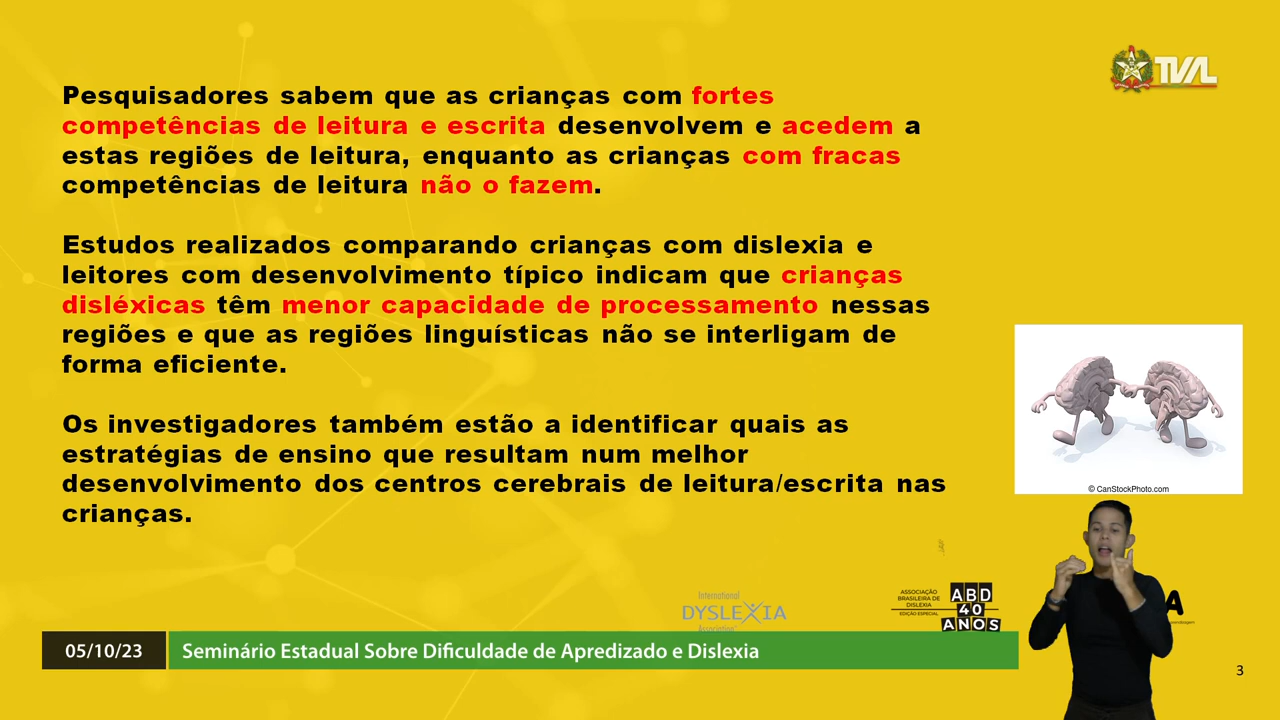 TVAL
Pesquisadores sabem que as crianças com fortes
competências de leitura e escrita desenvolvem e acedem a
estas regiões de leitura, enquanto as crianças com fracas
competências de leitura não o fazem.
Estudos realizados comparando crianças com dislexia e
leitores com desenvolvimento típico indicam que crianças
disléxicas têm menor capacidade de processamento nessas
regiões e que as regiões linguísticas não se interligam de
forma eficiente.
Os investigadores também estão a identificar quais as
estratégias de ensino que resultam num melhor
desenvolvimento dos centros cerebrais de leitura/escrita nas
crianças.
© CanStockPhoto.com
International
DYSLEXIA
Association
ASSOCIAÇÃO
BRASILEIRA DE
DISLEXIA
EDIÇÃO ESPECIAL
ABD
40
ANOS
A
05/10/23
Seminário Estadual Sobre Dificuldade de Apredizado e Dislexia
3